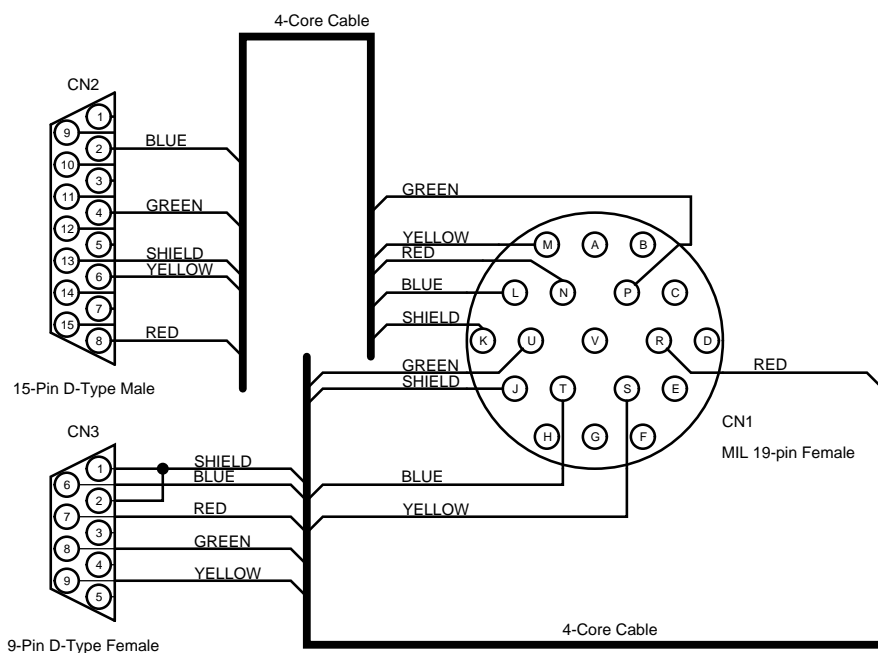 4-Core Cable
CN2
1
9
2
BLUE
10
3
11
4
GREEN
12
5
13
SHIELD
6
YELLOW
14
7
15
8
RED
15-Pin D-Type Male
GREEN
YELLOW
RED
BLUE
SHIELD
GREEN
SHIELD
BLUE
YELLOW
M
A
B
L
N
P
C
K
U
V
R
D
J
T
S
E
H
G
F
RED
CN1
MIL 19-pin Female
CN3
1
SHIELD
6
BLUE
2
7
RED
3
8
GREEN
4
9
YELLOW
5
9-Pin D-Type Female
4-Core Cable